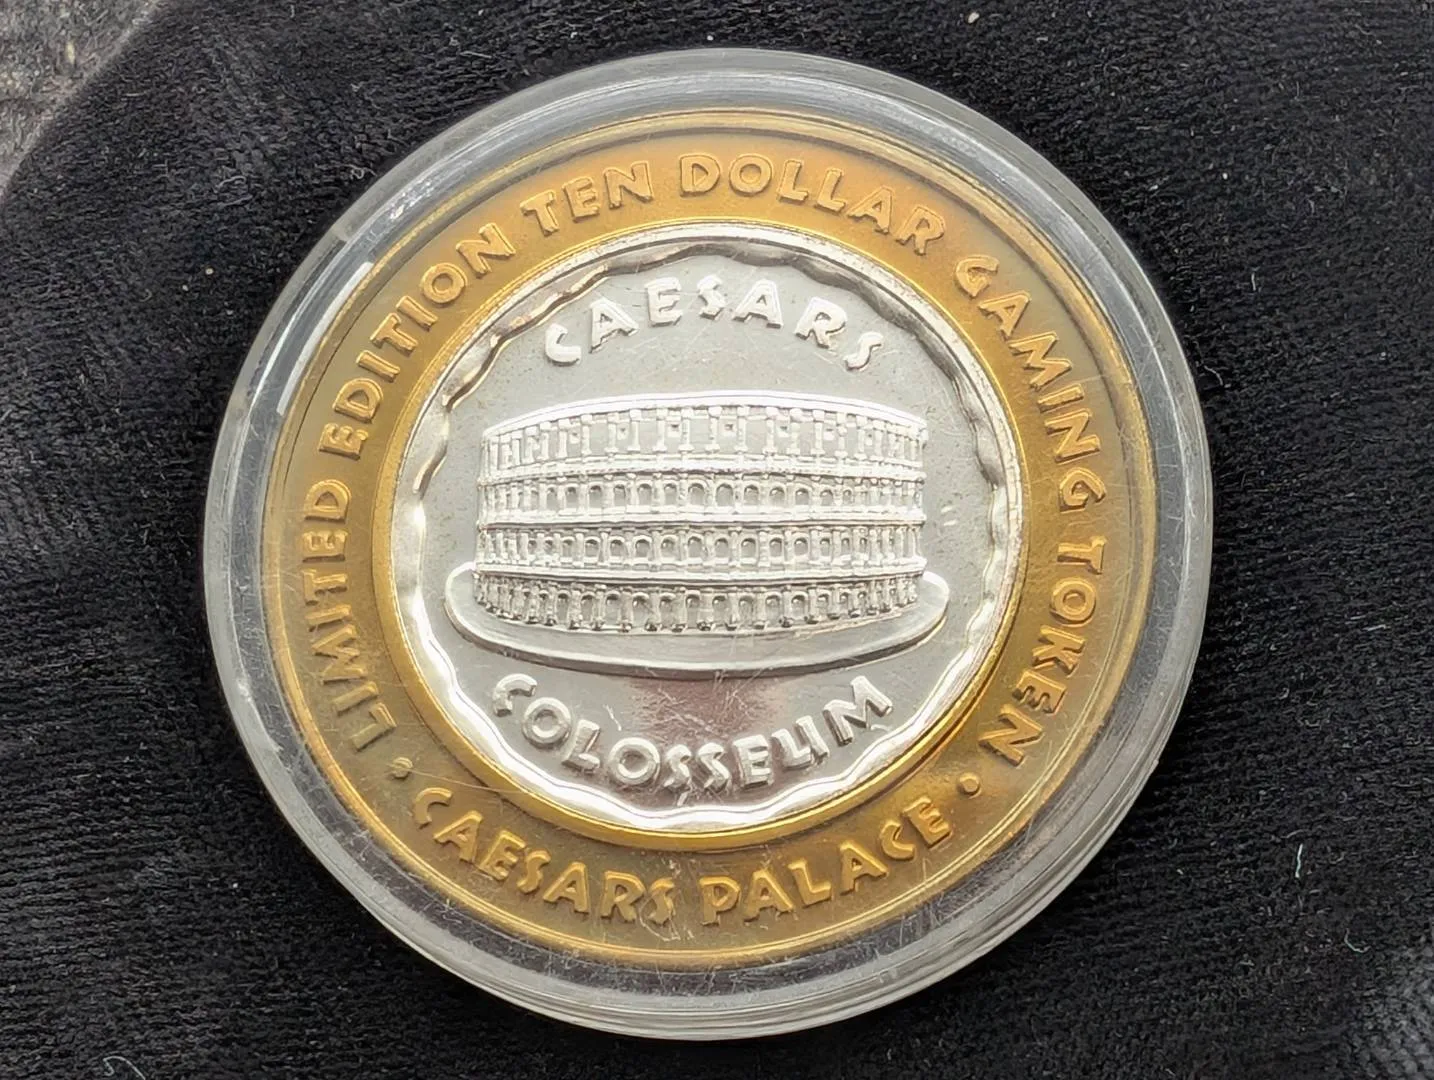 LIMITED EDITION TEN DOLLAR GAMING TOKEN
• CAESARS PALACE •
CAESARS
COLOSSEUM